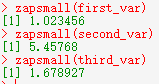 > zapsmall(first_var)
[1] 1.023456
> zapsmall(second_var)
[1] 5.45768
> zapsmall(third_var)
[1] 1.678927